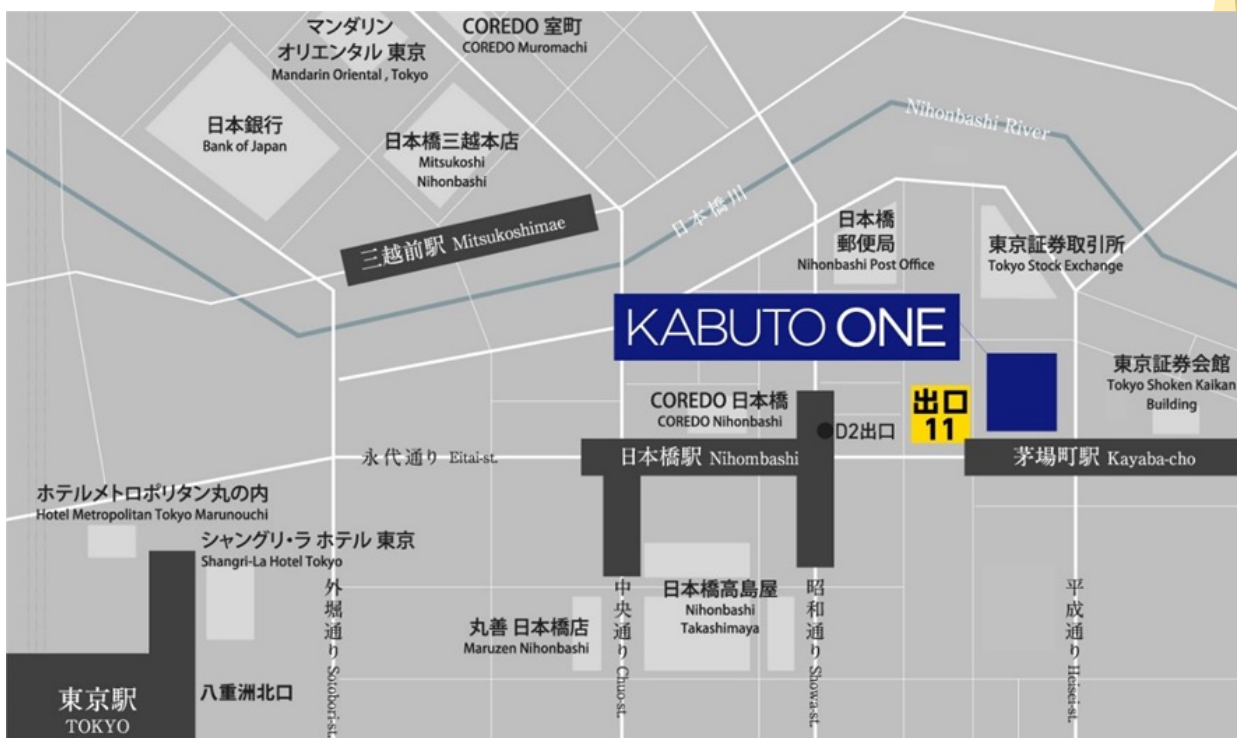 マンダリン
オリエンタル 東京
Mandarin Oriental , Tokyo
COREDO 室町
COREDO Muromachi
日本銀行
Bank of Japan
日本橋三越本店
Mitsukoshi
Nihonbashi
Nihonbashi River
日本橋川
三越前駅 Mitsukoshimae
日本橋
郵便局
Nihonbashi Post Office
東京証券取引所
Tokyo Stock Exchange
KABUTO ONE
東京証券会館
Tokyo Shoken Kaikan
Building
COREDO 日本橋
COREDO Nihonbashi
出口
11
D2出口
永代通り Eitai-st.
日本橋駅 Nihombashi
茅場町駅 Kayaba-cho
ホテルメトロポリタン丸の内
Hotel Metropolitan Tokyo Marunouchi
シャングリ・ラ ホテル 東京
Shangri-La Hotel Tokyo
外堀通り Sotobori-st.
丸善 日本橋店
Maruzen Nihonbashi
中央通り Chuo-st.
日本橋高島屋
Nihonbashi
Takashimaya
昭和通り Showa-st.
平成通り Heisei-st.
東京駅
TOKYO
八重洲北口